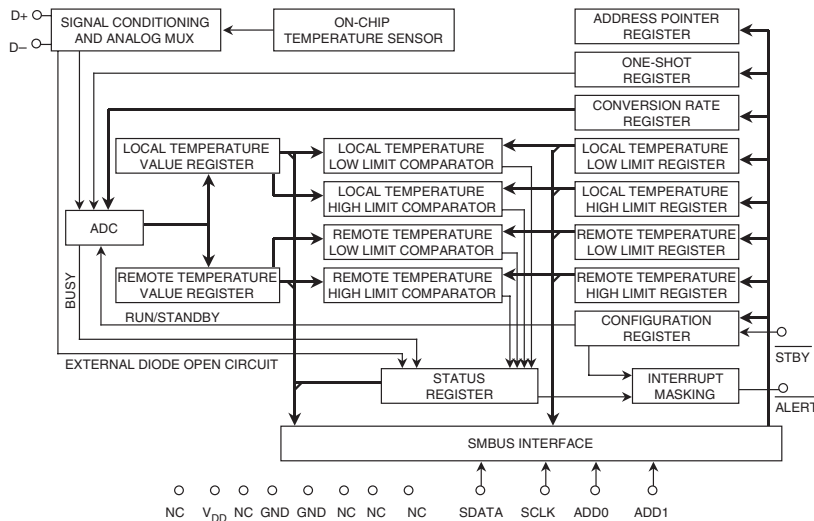 D+
D–
SIGNAL CONDITIONING
AND ANALOG MUX
ON-CHIP
TEMPERATURE SENSOR
ADDRESS POINTER
REGISTER
ONE-SHOT
REGISTER
CONVERSION RATE
REGISTER
LOCAL TEMPERATURE
VALUE REGISTER
LOCAL TEMPERATURE
LOW LIMIT COMPARATOR
LOCAL TEMPERATURE
LOW LIMIT REGISTER
LOCAL TEMPERATURE
HIGH LIMIT COMPARATOR
LOCAL TEMPERATURE
HIGH LIMIT REGISTER
ADC
REMOTE TEMPERATURE
LOW LIMIT COMPARATOR
REMOTE TEMPERATURE
LOW LIMIT REGISTER
REMOTE TEMPERATURE
VALUE REGISTER
REMOTE TEMPERATURE
HIGH LIMIT COMPARATOR
REMOTE TEMPERATURE
HIGH LIMIT REGISTER
BUSY
RUN/STANDBY
CONFIGURATION
REGISTER
STBY
EXTERNAL DIODE OPEN CIRCUIT
STATUS
REGISTER
INTERRUPT
MASKING
ALERT
SMBUS INTERFACE
NC VDD NC GND GND NC NC NC SDATA SCLK ADD0 ADD1